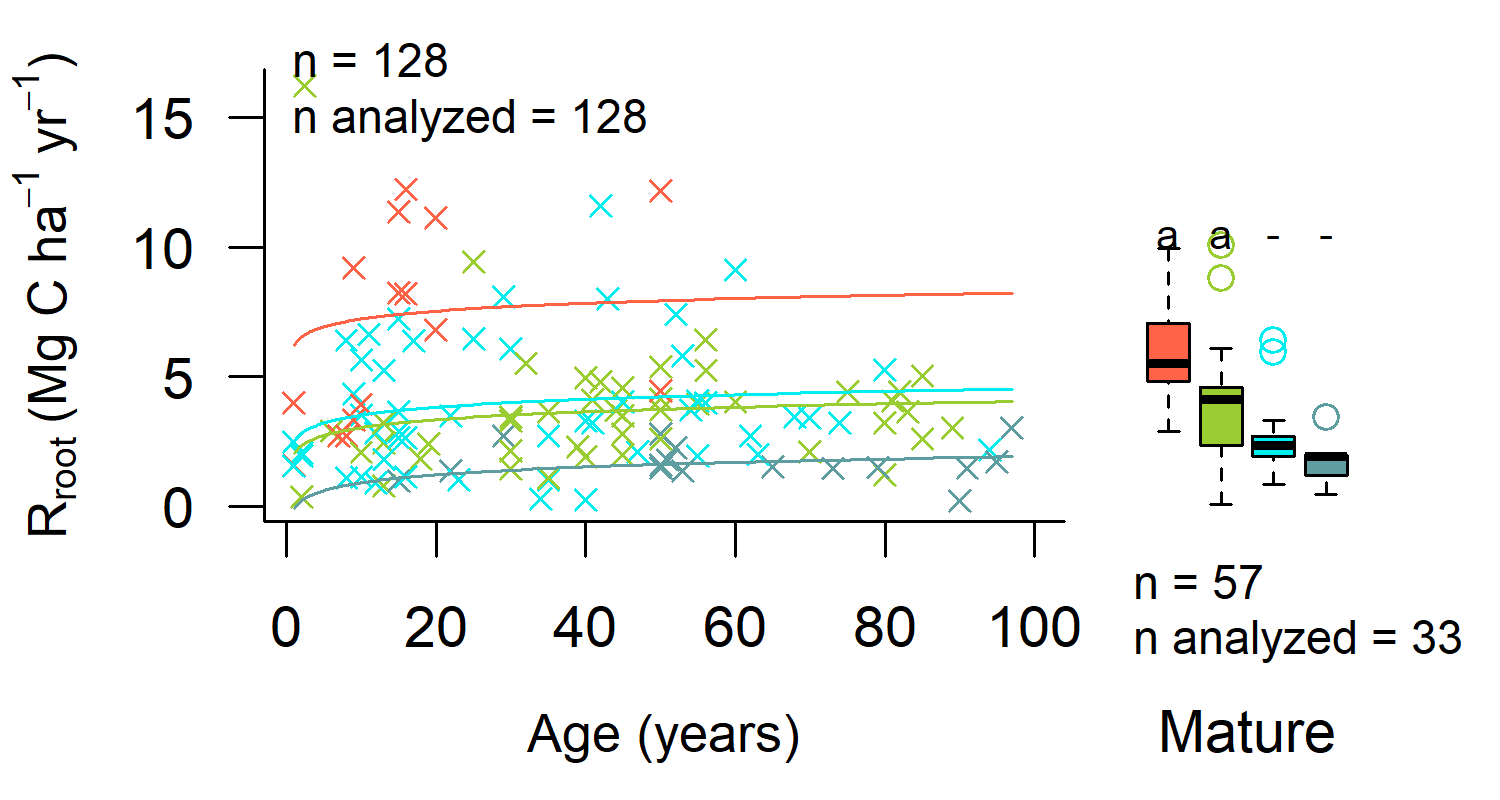 n = 128
n analyzed = 128
R_root (Mg C ha⁻¹ yr⁻¹)
15
10
5
0
0 20 40 60 80 100
Age (years)
a a - -
n = 57
n analyzed = 33
Mature